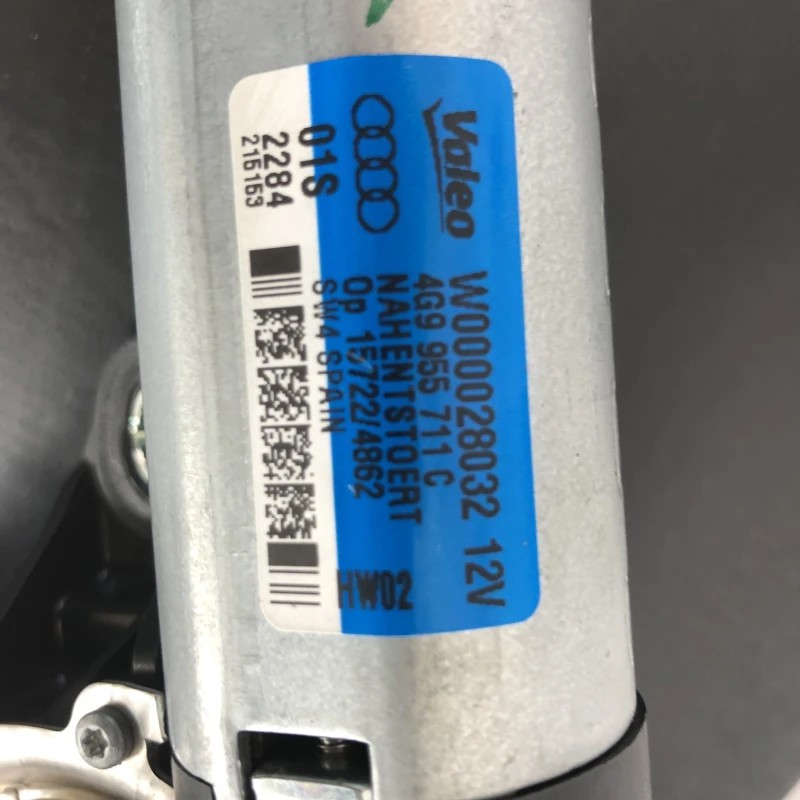 Valeo
W000028032 12V
4G9 955 711 C
NAHENTSTOERT
Op 15722/4862
SW4 SPAIN
HW02
01S
2284
215153